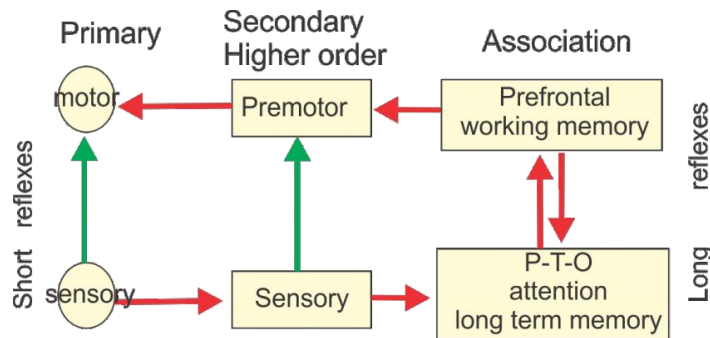 Primary
Secondary
Higher order
Association
motor
Premotor
Prefrontal
working memory
Short reflexes
Long reflexes
sensory
Sensory
P-T-O
attention
long term memory